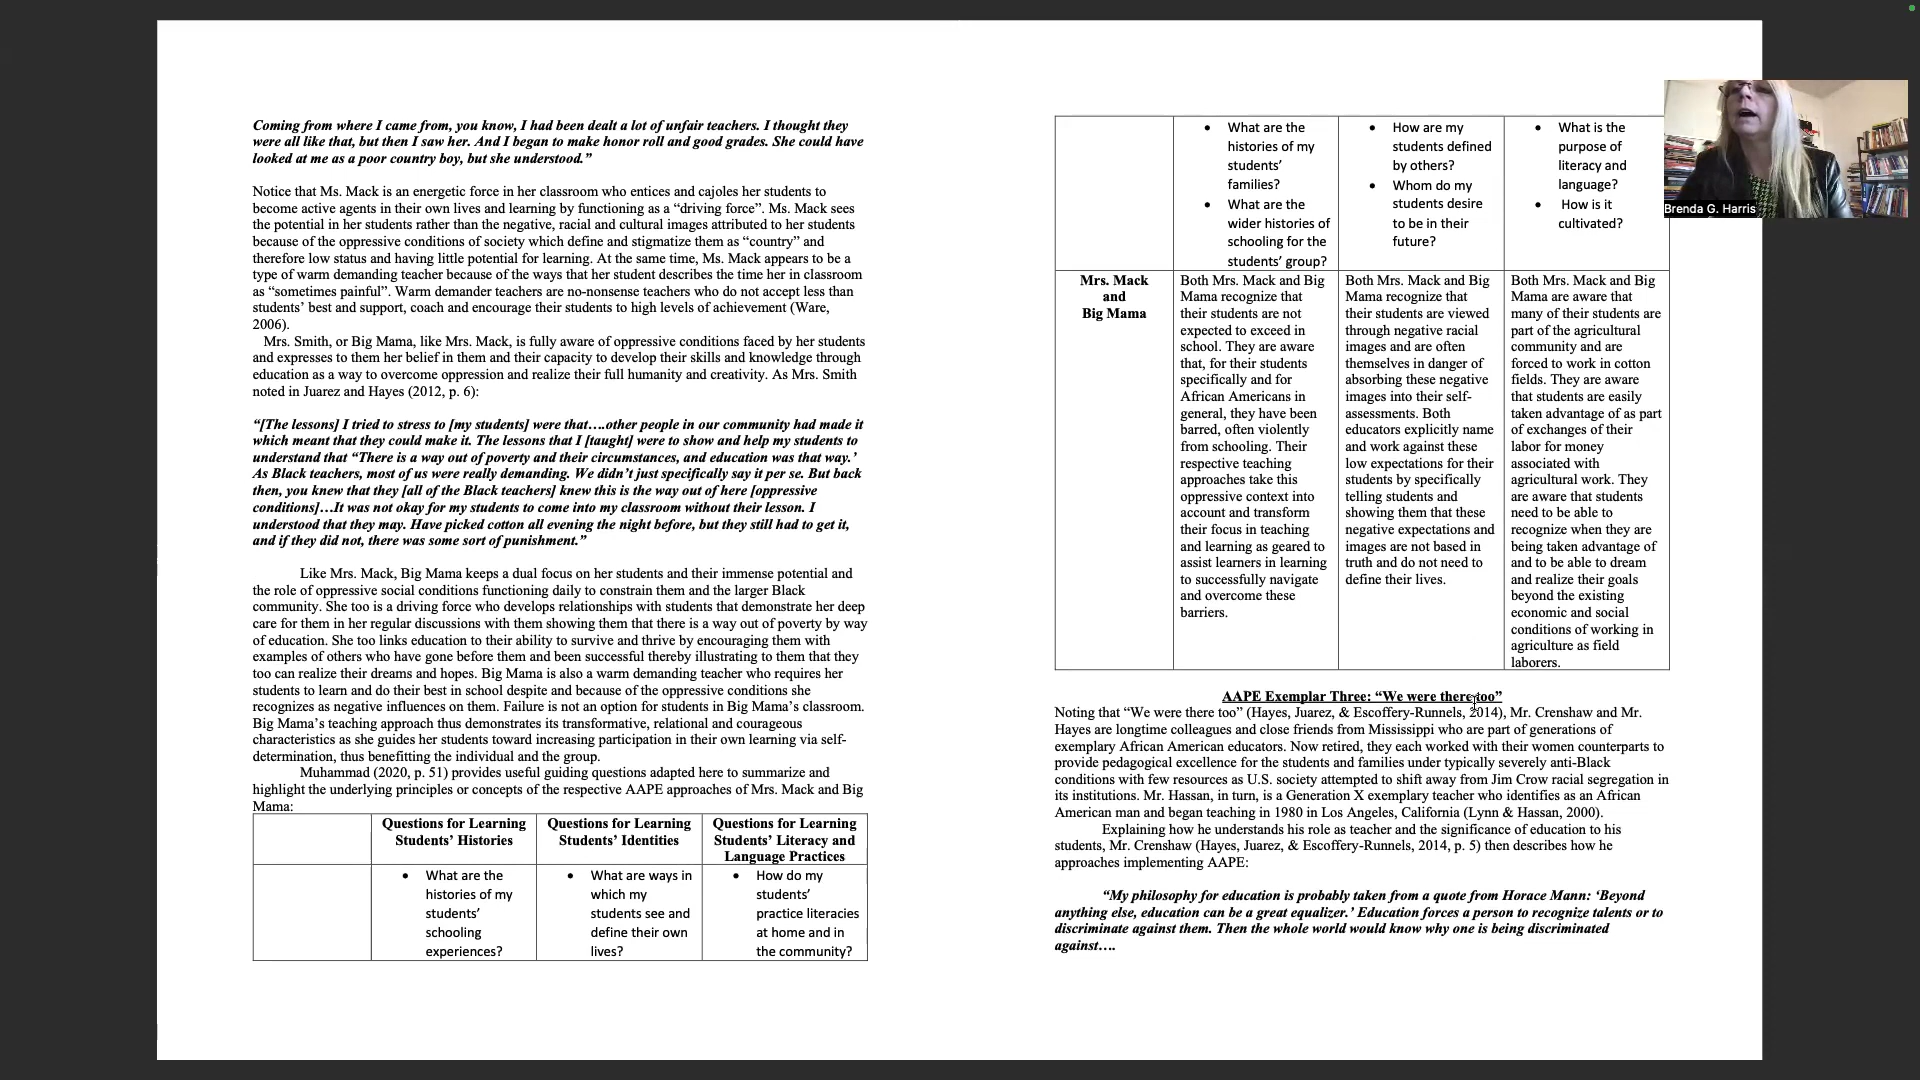 Coming from where I came from, you know, I had been dealt a lot of unfair teachers. I thought they
were all like that, but then I saw her. And I began to make honor roll and good grades. She could have
looked at me as a poor country boy, but she understood.”
Notice that Ms. Mack is an energetic force in her classroom who entices and cajoles her students to
become active agents in their own lives and learning by functioning as a “driving force”. Ms. Mack sees
the potential in her students rather than the negative, racial and cultural images attributed to her students
because of the oppressive conditions of society which define and stigmatize them as “country” and
therefore low status and having little potential for learning. At the same time, Ms. Mack appears to be a
type of warm demanding teacher because of the ways that her student describes the time her in classroom
as “sometimes painful”. Warm demander teachers are no-nonsense teachers who do not accept less than
students’ best and support, coach and encourage their students to high levels of achievement (Ware,
2006).
Mrs. Smith, or Big Mama, like Mrs. Mack, is fully aware of oppressive conditions faced by her students
and expresses to them her belief in them and their capacity to develop their skills and knowledge through
education as a way to overcome oppression and realize their full humanity and creativity. As Mrs. Smith
noted in Juarez and Hayes (2012, p. 6):
“[The lessons] I tried to stress to [my students] were that….other people in our community had made it
which meant that they could make it. The lessons that I [taught] were to show and help my students to
understand that “There is a way out of poverty and their circumstances, and education was that way.’
As Black teachers, most of us were really demanding. We didn’t just specifically say it per se. But back
then, you knew that they [all of the Black teachers] knew this is the way out of here [oppressive
conditions]…It was not okay for my students to come into my classroom without their lesson. I
understood that they may. Have picked cotton all evening the night before, but they still had to get it,
and if they did not, there was some sort of punishment.”
Like Mrs. Mack, Big Mama keeps a dual focus on her students and their immense potential and
the role of oppressive social conditions functioning daily to constrain them and the larger Black
community. She too is a driving force who develops relationships with students that demonstrate her deep
care for them in her regular discussions with them showing them that there is a way out of poverty by way
of education. She too links education to their ability to survive and thrive by encouraging them with
examples of others who have gone before them and been successful thereby illustrating to them that they
too can realize their dreams and hopes. Big Mama is also a warm demanding teacher who requires her
students to learn and do their best in school despite and because of the oppressive conditions she
recognizes as negative influences on them. Failure is not an option for students in Big Mama’s classroom.
Big Mama’s teaching approach thus demonstrates its transformative, relational and courageous
characteristics as she guides her students toward increasing participation in their own learning via self-
determination, thus benefitting the individual and the group.
Muhammad (2020, p. 51) provides useful guiding questions adapted here to summarize and
highlight the underlying principles or concepts of the respective AAPE approaches of Mrs. Mack and Big
Mama:
Questions for Learning
Students’ Histories
Questions for Learning
Students’ Identities
Questions for Learning
Students’ Literacy and
Language Practices
• What are the
histories of my
students’
schooling
experiences?
• What are ways in
which my
students see and
define their own
lives?
• How do my
students’
practice literacies
at home and in
the community?
• What are the
histories of my
students’
families?
• What are the
wider histories of
schooling for the
students’ group?
• How are my
students defined
by others?
• Whom do my
students desire
to be in their
future?
• What is the
purpose of
literacy and
language?
• How is it
cultivated?
Mrs. Mack
and
Big Mama
Both Mrs. Mack and Big
Mama recognize that
their students are not
expected to exceed in
school. They are aware
that, for their students
specifically and for
African Americans in
general, they have been
barred, often violently
from schooling. Their
respective teaching
approaches take this
oppressive context into
account and transform
their focus in teaching
and learning as geared to
assist learners in learning
to successfully navigate
and overcome these
barriers.
Both Mrs. Mack and Big
Mama recognize that
their students are viewed
through negative racial
images and are often
themselves in danger of
absorbing these negative
images into their self-
assessments. Both
educators explicitly name
and work against these
low expectations for their
students by specifically
telling students and
showing them that these
negative expectations and
images are not based in
truth and do not need to
define their lives.
Both Mrs. Mack and Big
Mama are aware that
many of their students are
part of the agricultural
community and are
forced to work in cotton
fields. They are aware
that students are easily
taken advantage of as part
of exchanges of their
labor for money
associated with
agricultural work. They
are aware that students
need to be able to
recognize when they are
being taken advantage of
and to be able to dream
and realize their goals
beyond the existing
economic and social
conditions of working in
agriculture as field
laborers.
AAPE Exemplar Three: “We were there too”
Noting that “We were there too” (Hayes, Juarez, & Escoffery-Runnels, 2014), Mr. Crenshaw and Mr.
Hayes are longtime colleagues and close friends from Mississippi who are part of generations of
exemplary African American educators. Now retired, they each worked with their women counterparts to
provide pedagogical excellence for the students and families under typically severely anti-Black
conditions with few resources as U.S. society attempted to shift away from Jim Crow racial segregation in
its institutions. Mr. Hassan, in turn, is a Generation X exemplary teacher who identifies as an African
American man and began teaching in 1980 in Los Angeles, California (Lynn & Hassan, 2000).
Explaining how he understands his role as teacher and the significance of education to his
students, Mr. Crenshaw (Hayes, Juarez, & Escoffery-Runnels, 2014, p. 5) then describes how he
approaches implementing AAPE:
“My philosophy for education is probably taken from a quote from Horace Mann: ‘Beyond
anything else, education can be a great equalizer.’ Education forces a person to recognize talents or to
discriminate against them. Then the whole world would know why one is being discriminated
against….
Brenda G. Harris